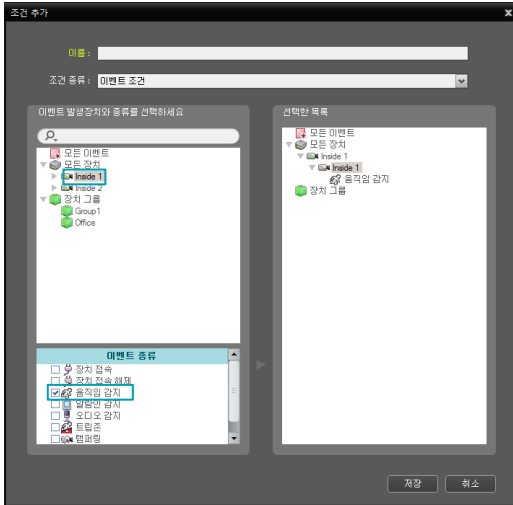 조건 추가
x
이름 :
조건 종류 : 이벤트 조건
이벤트 발생장치와 종류를 선택하세요
모든 이벤트
모든 장치
Inside 1
Inside 2
장치 그룹
Group1
Office
이벤트 종류
장치 접속
장치 접속 해제
움직임 감지
알람인 감지
오디오 감지
트립존
탬퍼링
선택한 목록
모든 이벤트
모든 장치
Inside 1
Inside 1
움직임 감지
장치 그룹
저장
취소